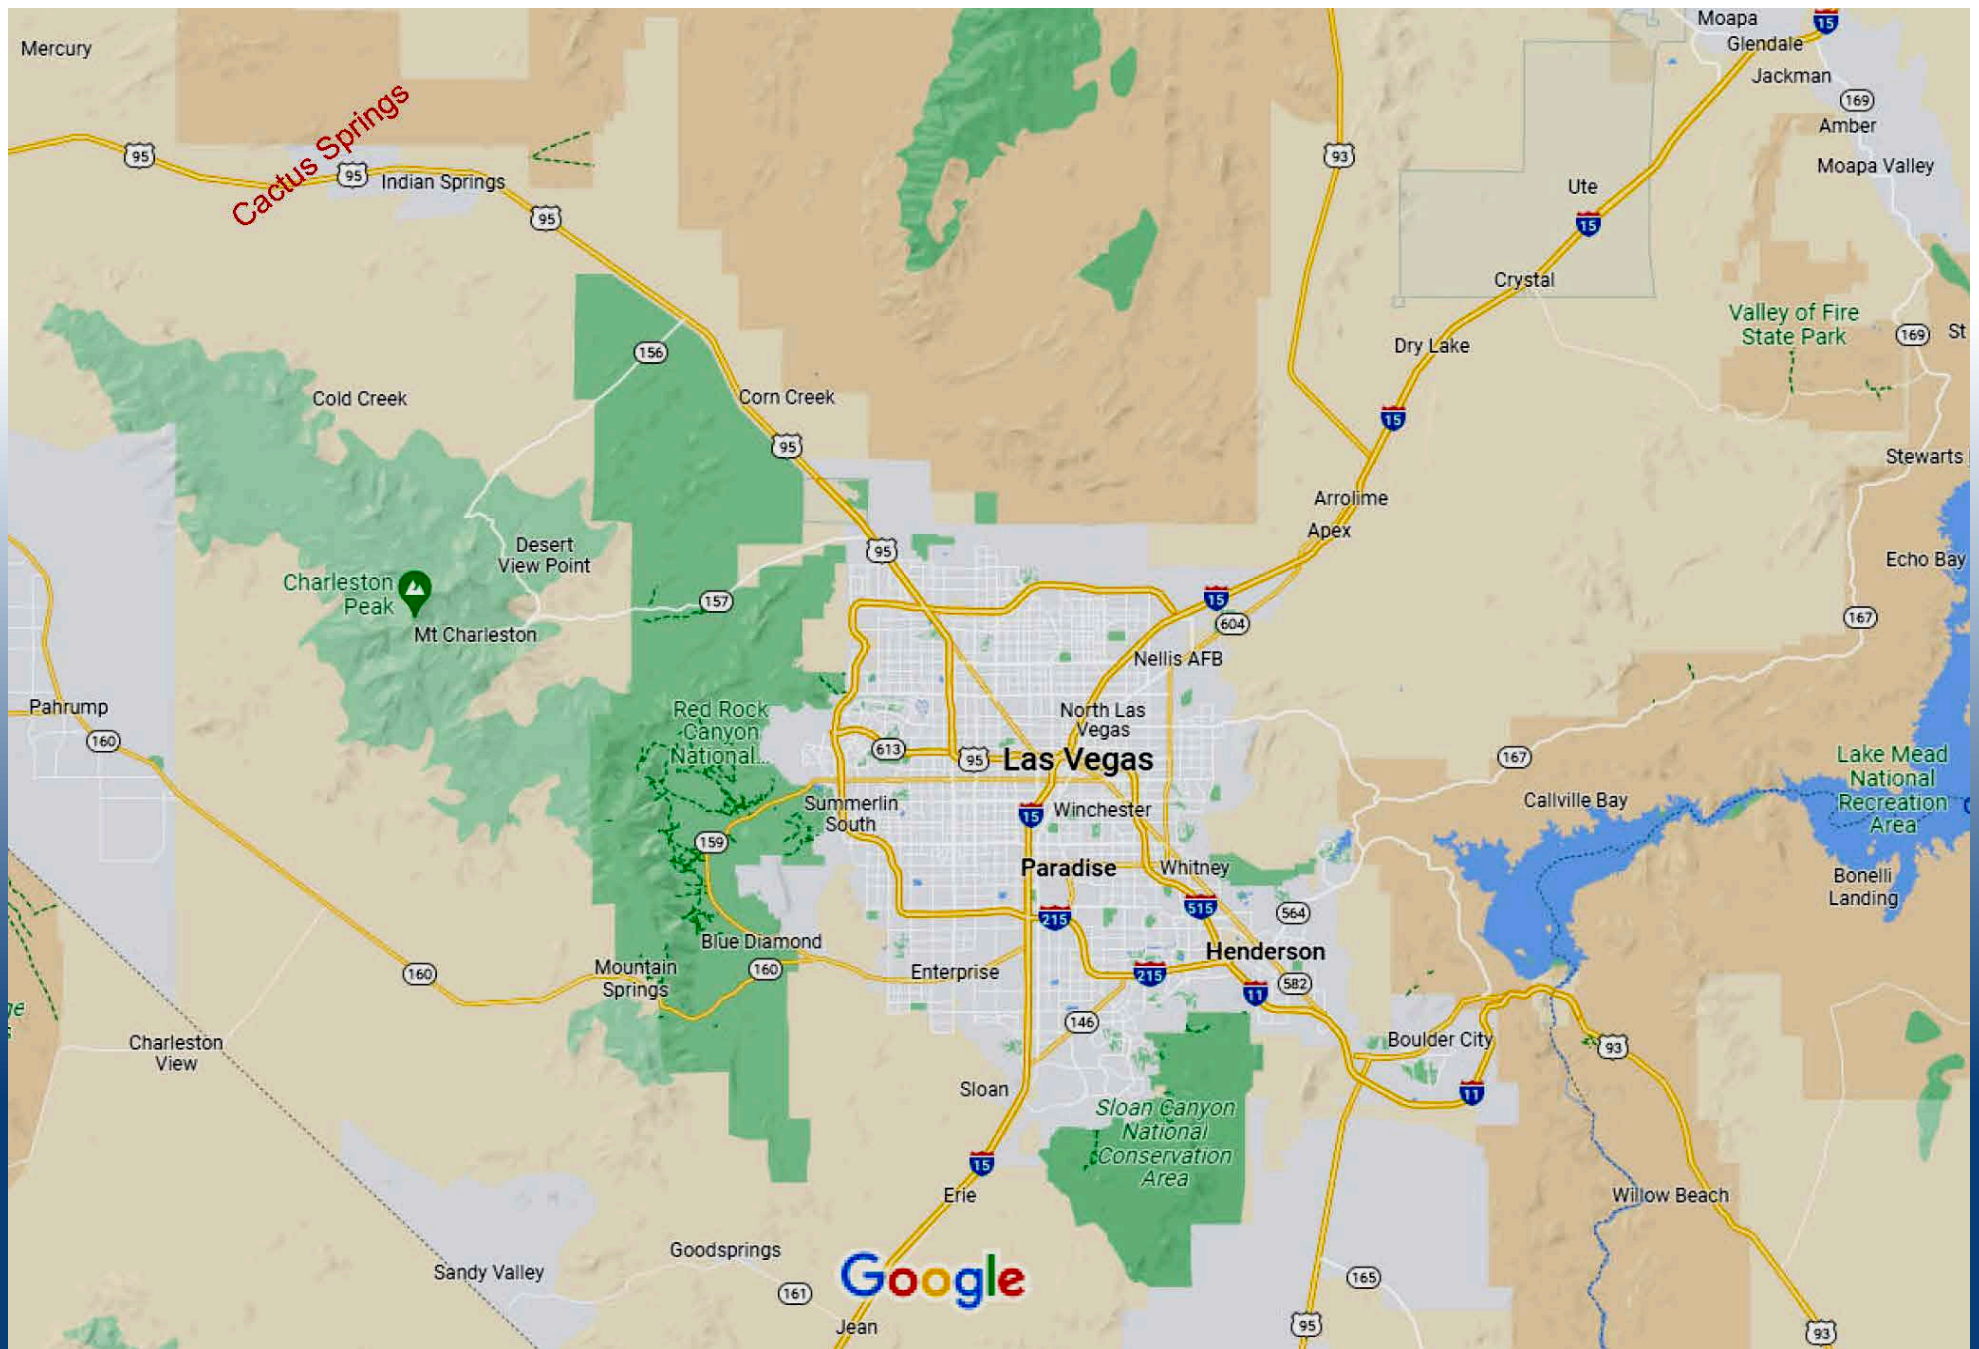 Mercury
Moapa
15
Glendale
Jackman
169
Amber
Cactus Springs
95
95
Indian Springs
93
Moapa Valley
Ute
95
15
Crystal
Valley of Fire
State Park
169
St
156
Dry Lake
Cold Creek
Corn Creek
15
95
Stewarts
Arrolime
Apex
Desert
View Point
95
Echo Bay
Charleston
Peak
157
15
604
167
Mt Charleston
Nellis AFB
Pahrump
Red Rock
Canyon
National...
North Las
Vegas
160
613
95
Las Vegas
167
Lake Mead
National
Recreation
Area
Summerlin
South
15
Winchester
Callville Bay
159
Paradise
Whitney
Bonelli
Landing
215
515
564
Blue Diamond
Henderson
160
Mountain
Springs
160
Enterprise
215
11
582
146
Charleston
View
Boulder City
93
Sloan
11
Sloan Canyon
National
Conservation
Area
15
Erie
Willow Beach
Goodsprings
Sandy Valley
Google
161
165
Jean
95
93